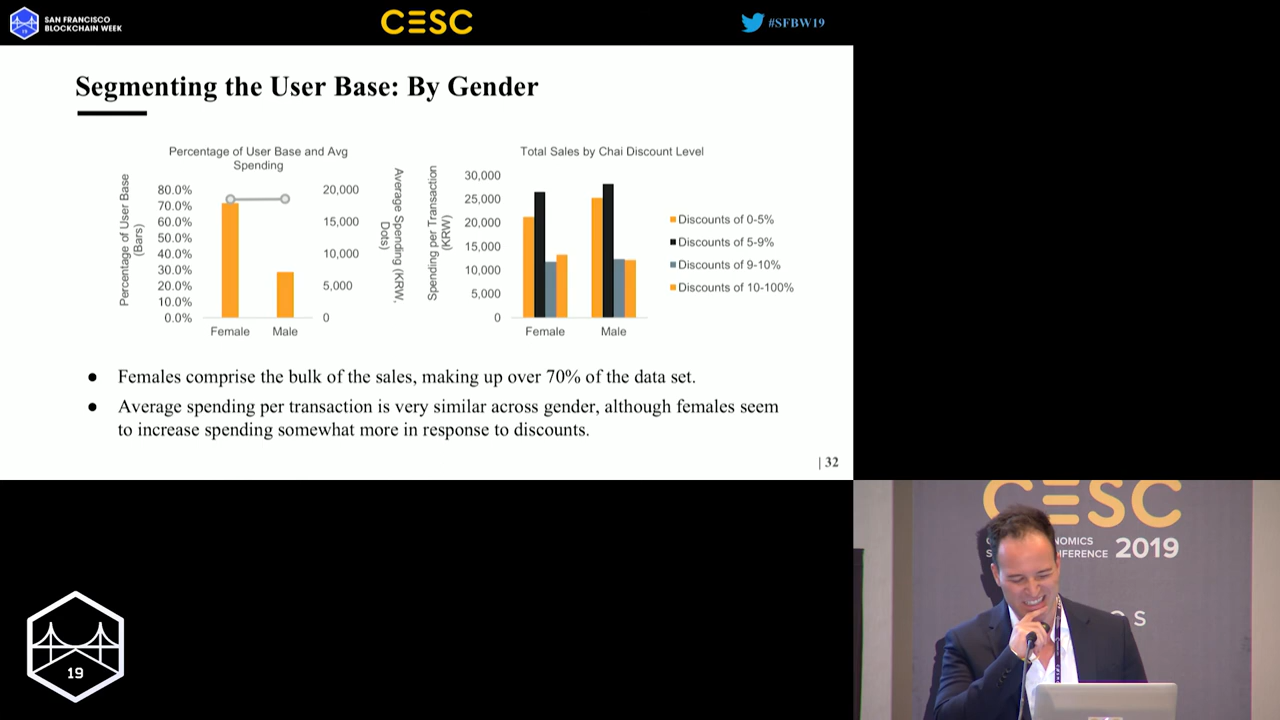 SAN FRANCISCO
BLOCKCHAIN WEEK
19
CESC
#SFBW19
Segmenting the User Base: By Gender
Percentage of User Base and Avg
Spending
Percentage of User Base
(Bars)
80.0%
70.0%
60.0%
50.0%
40.0%
30.0%
20.0%
10.0%
0.0%
20,000
15,000
10,000
5,000
0
Average Spending (KRW,
Dots)
Female
Male
Total Sales by Chai Discount Level
Spending per Transaction
(KRW)
30,000
25,000
20,000
15,000
10,000
5,000
0
Female
Male
Discounts of 0-5%
Discounts of 5-9%
Discounts of 9-10%
Discounts of 10-100%
● Females comprise the bulk of the sales, making up over 70% of the data set.
● Average spending per transaction is very similar across gender, although females seem
to increase spending somewhat more in response to discounts.
| 32
CESC
NOMICS
FERENCE 2019
S
19